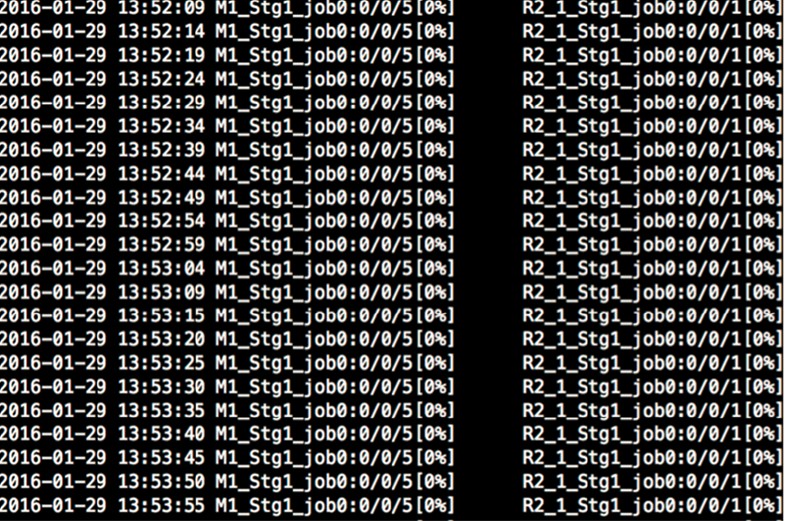 2016-01-29 13:52:09 M1_Stg1_job0:0/0/5[0%] R2_1_Stg1_job0:0/0/1[0%]
2016-01-29 13:52:14 M1_Stg1_job0:0/0/5[0%] R2_1_Stg1_job0:0/0/1[0%]
2016-01-29 13:52:19 M1_Stg1_job0:0/0/5[0%] R2_1_Stg1_job0:0/0/1[0%]
2016-01-29 13:52:24 M1_Stg1_job0:0/0/5[0%] R2_1_Stg1_job0:0/0/1[0%]
2016-01-29 13:52:29 M1_Stg1_job0:0/0/5[0%] R2_1_Stg1_job0:0/0/1[0%]
2016-01-29 13:52:34 M1_Stg1_job0:0/0/5[0%] R2_1_Stg1_job0:0/0/1[0%]
2016-01-29 13:52:39 M1_Stg1_job0:0/0/5[0%] R2_1_Stg1_job0:0/0/1[0%]
2016-01-29 13:52:44 M1_Stg1_job0:0/0/5[0%] R2_1_Stg1_job0:0/0/1[0%]
2016-01-29 13:52:49 M1_Stg1_job0:0/0/5[0%] R2_1_Stg1_job0:0/0/1[0%]
2016-01-29 13:52:54 M1_Stg1_job0:0/0/5[0%] R2_1_Stg1_job0:0/0/1[0%]
2016-01-29 13:52:59 M1_Stg1_job0:0/0/5[0%] R2_1_Stg1_job0:0/0/1[0%]
2016-01-29 13:53:04 M1_Stg1_job0:0/0/5[0%] R2_1_Stg1_job0:0/0/1[0%]
2016-01-29 13:53:09 M1_Stg1_job0:0/0/5[0%] R2_1_Stg1_job0:0/0/1[0%]
2016-01-29 13:53:15 M1_Stg1_job0:0/0/5[0%] R2_1_Stg1_job0:0/0/1[0%]
2016-01-29 13:53:20 M1_Stg1_job0:0/0/5[0%] R2_1_Stg1_job0:0/0/1[0%]
2016-01-29 13:53:25 M1_Stg1_job0:0/0/5[0%] R2_1_Stg1_job0:0/0/1[0%]
2016-01-29 13:53:30 M1_Stg1_job0:0/0/5[0%] R2_1_Stg1_job0:0/0/1[0%]
2016-01-29 13:53:35 M1_Stg1_job0:0/0/5[0%] R2_1_Stg1_job0:0/0/1[0%]
2016-01-29 13:53:40 M1_Stg1_job0:0/0/5[0%] R2_1_Stg1_job0:0/0/1[0%]
2016-01-29 13:53:45 M1_Stg1_job0:0/0/5[0%] R2_1_Stg1_job0:0/0/1[0%]
2016-01-29 13:53:50 M1_Stg1_job0:0/0/5[0%] R2_1_Stg1_job0:0/0/1[0%]
2016-01-29 13:53:55 M1_Stg1_job0:0/0/5[0%] R2_1_Stg1_job0:0/0/1[0%]